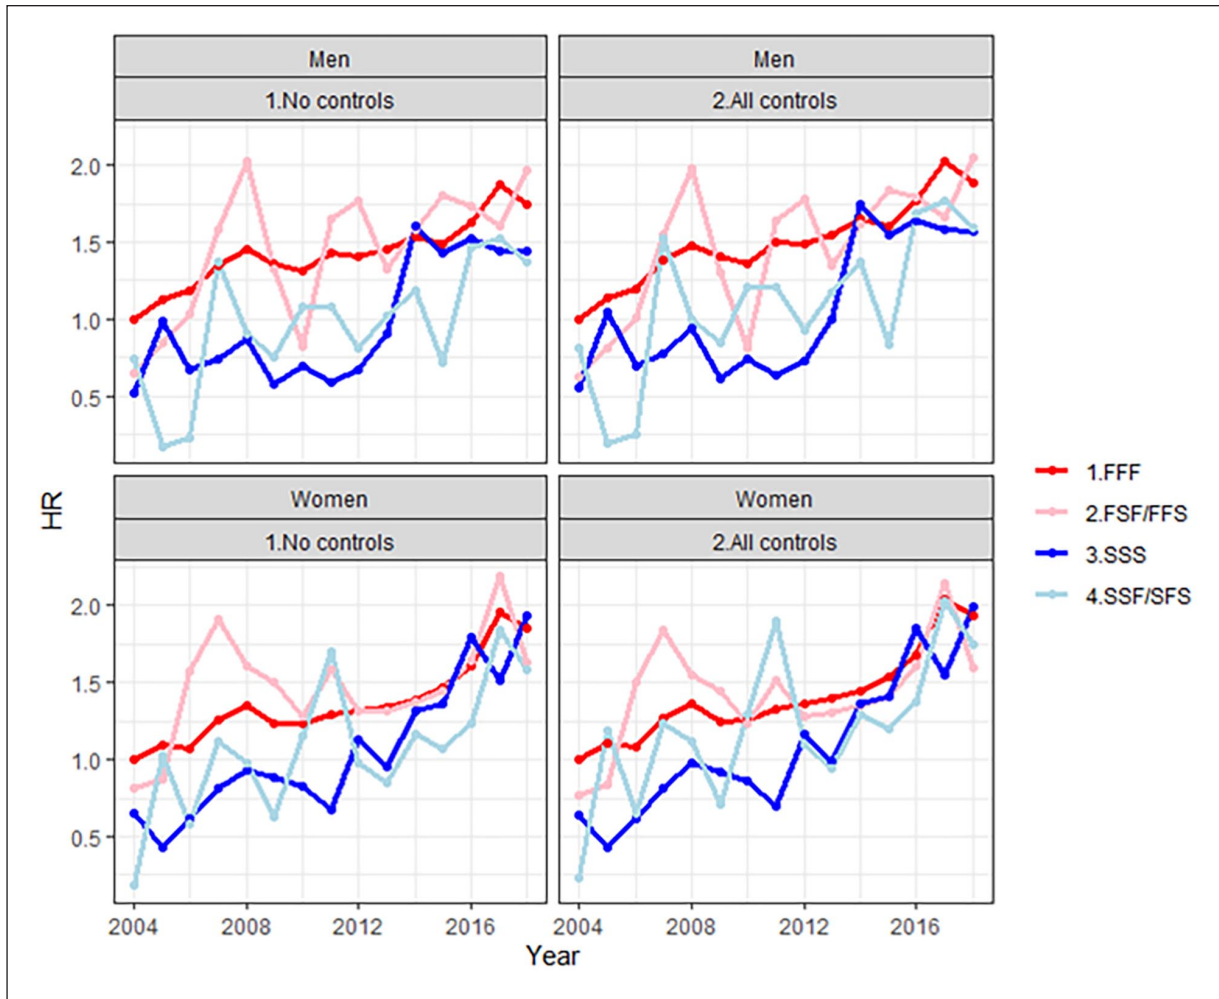 Men
Men
1.No controls
2.All controls
2.0
1.5
1.0
0.5
Women
Women
1.No controls
2.All controls
2.0
1.5
1.0
0.5
HR
2004
2008
2012
2016
2004
2008
2012
2016
Year
1.FFF
2.FSF/FFS
3.SSS
4.SSF/SFS